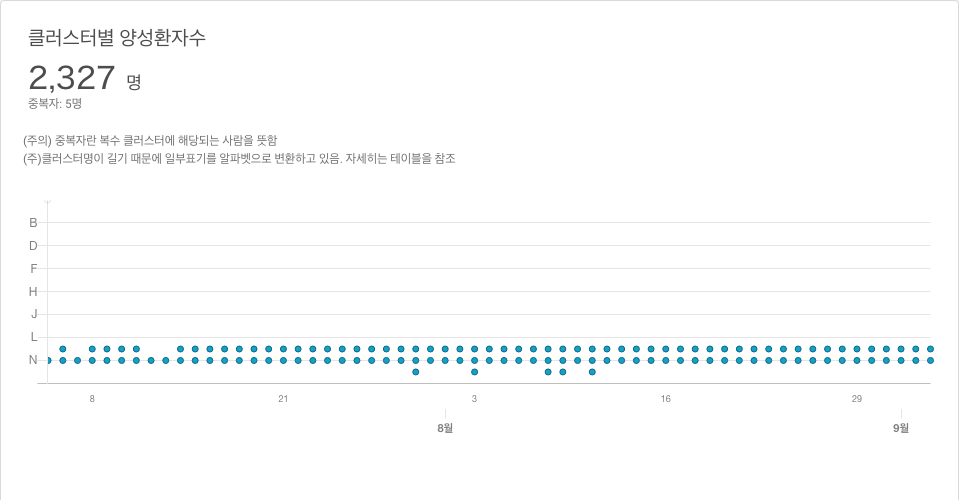 클러스터별 양성환자수
2,327 명
중복자: 5명
(주의) 중복자란 복수 클러스터에 해당되는 사람을 뜻함
(주)클러스터명이 길기 때문에 일부표기를 알파벳으로 변환하고 있음. 자세히는 테이블을 참조
B
D
F
H
J
L
N
8 21 3 16 29
8월 9월